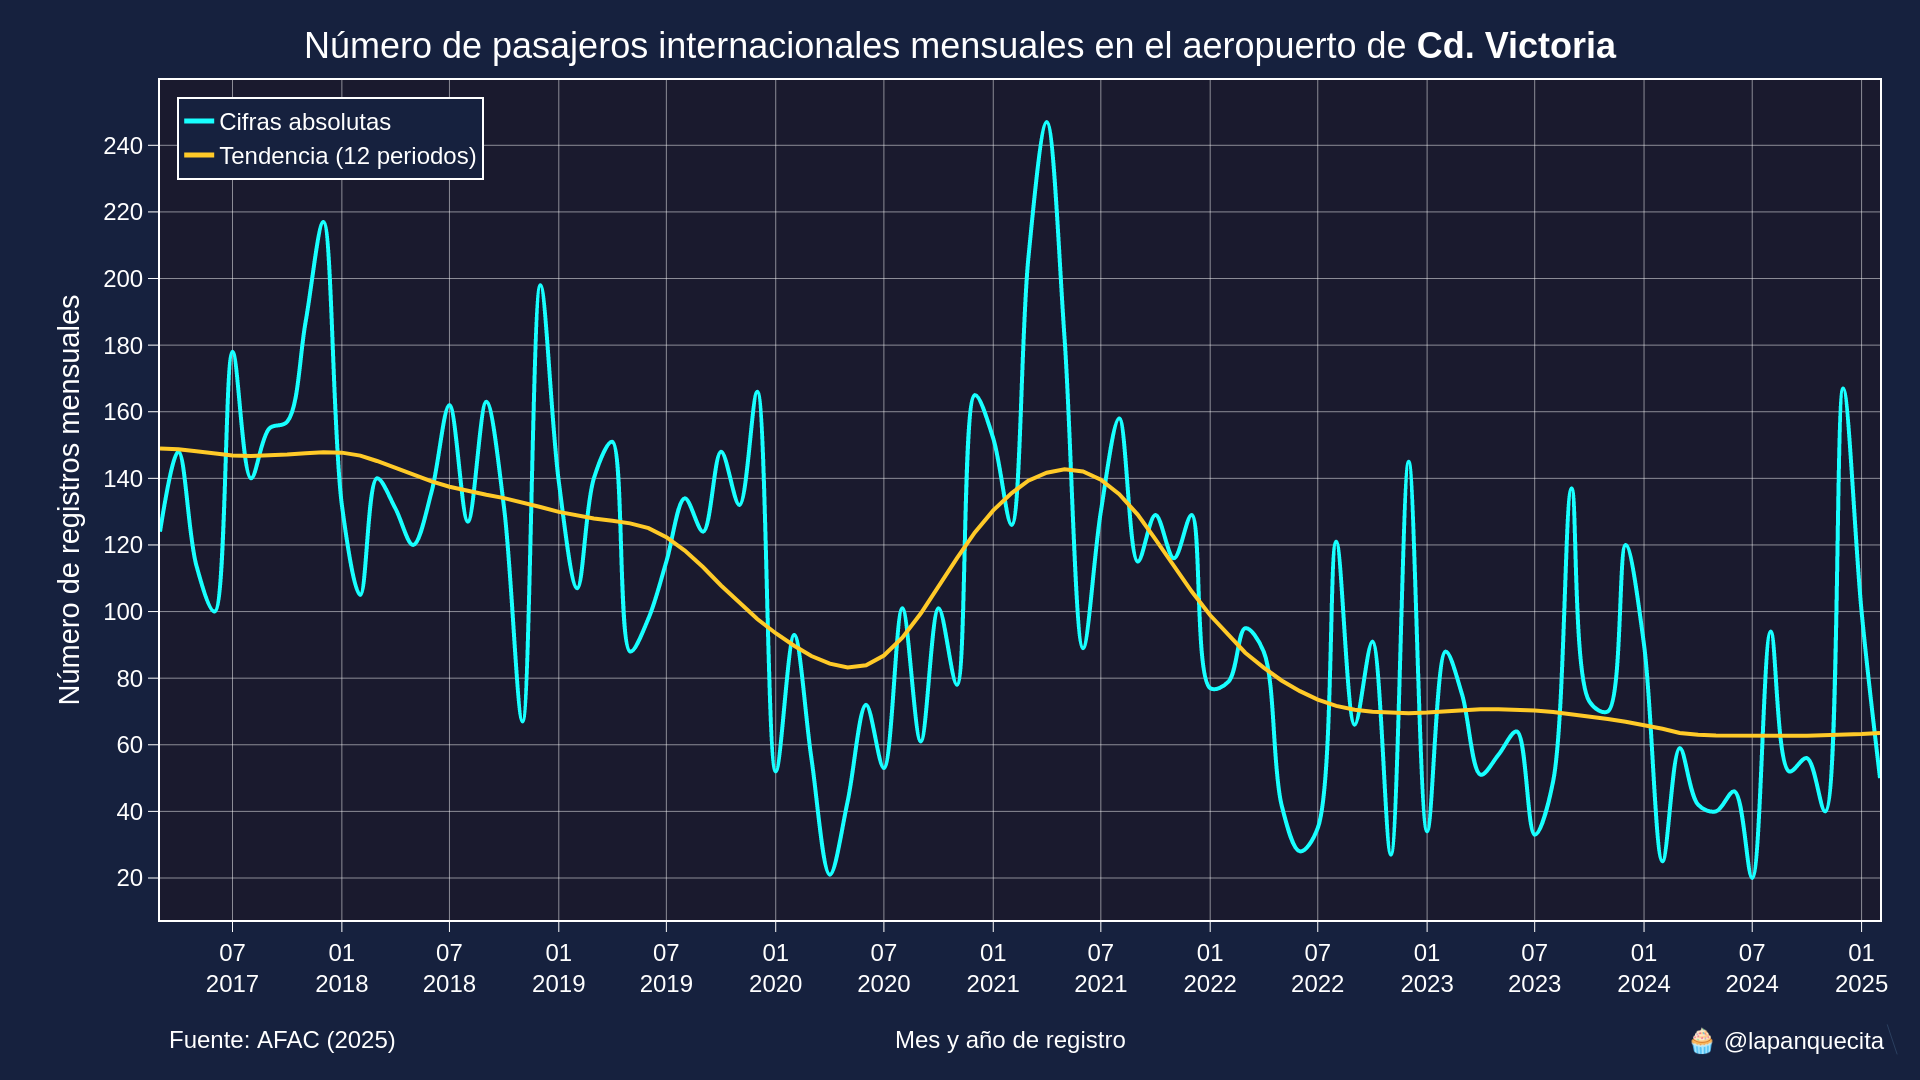 Número de pasajeros internacionales mensuales en el aeropuerto de Cd. Victoria
Cifras absolutas
Tendencia (12 periodos)
Número de registros mensuales
240
220
200
180
160
140
120
100
80
60
40
20
07 01 07 01 07 01 07 01 07 01 07 01 07 01 07 01
2017 2018 2018 2019 2019 2020 2020 2021 2021 2022 2022 2023 2023 2024 2024 2025
Fuente: AFAC (2025)
Mes y año de registro
🧁 @lapanquecita